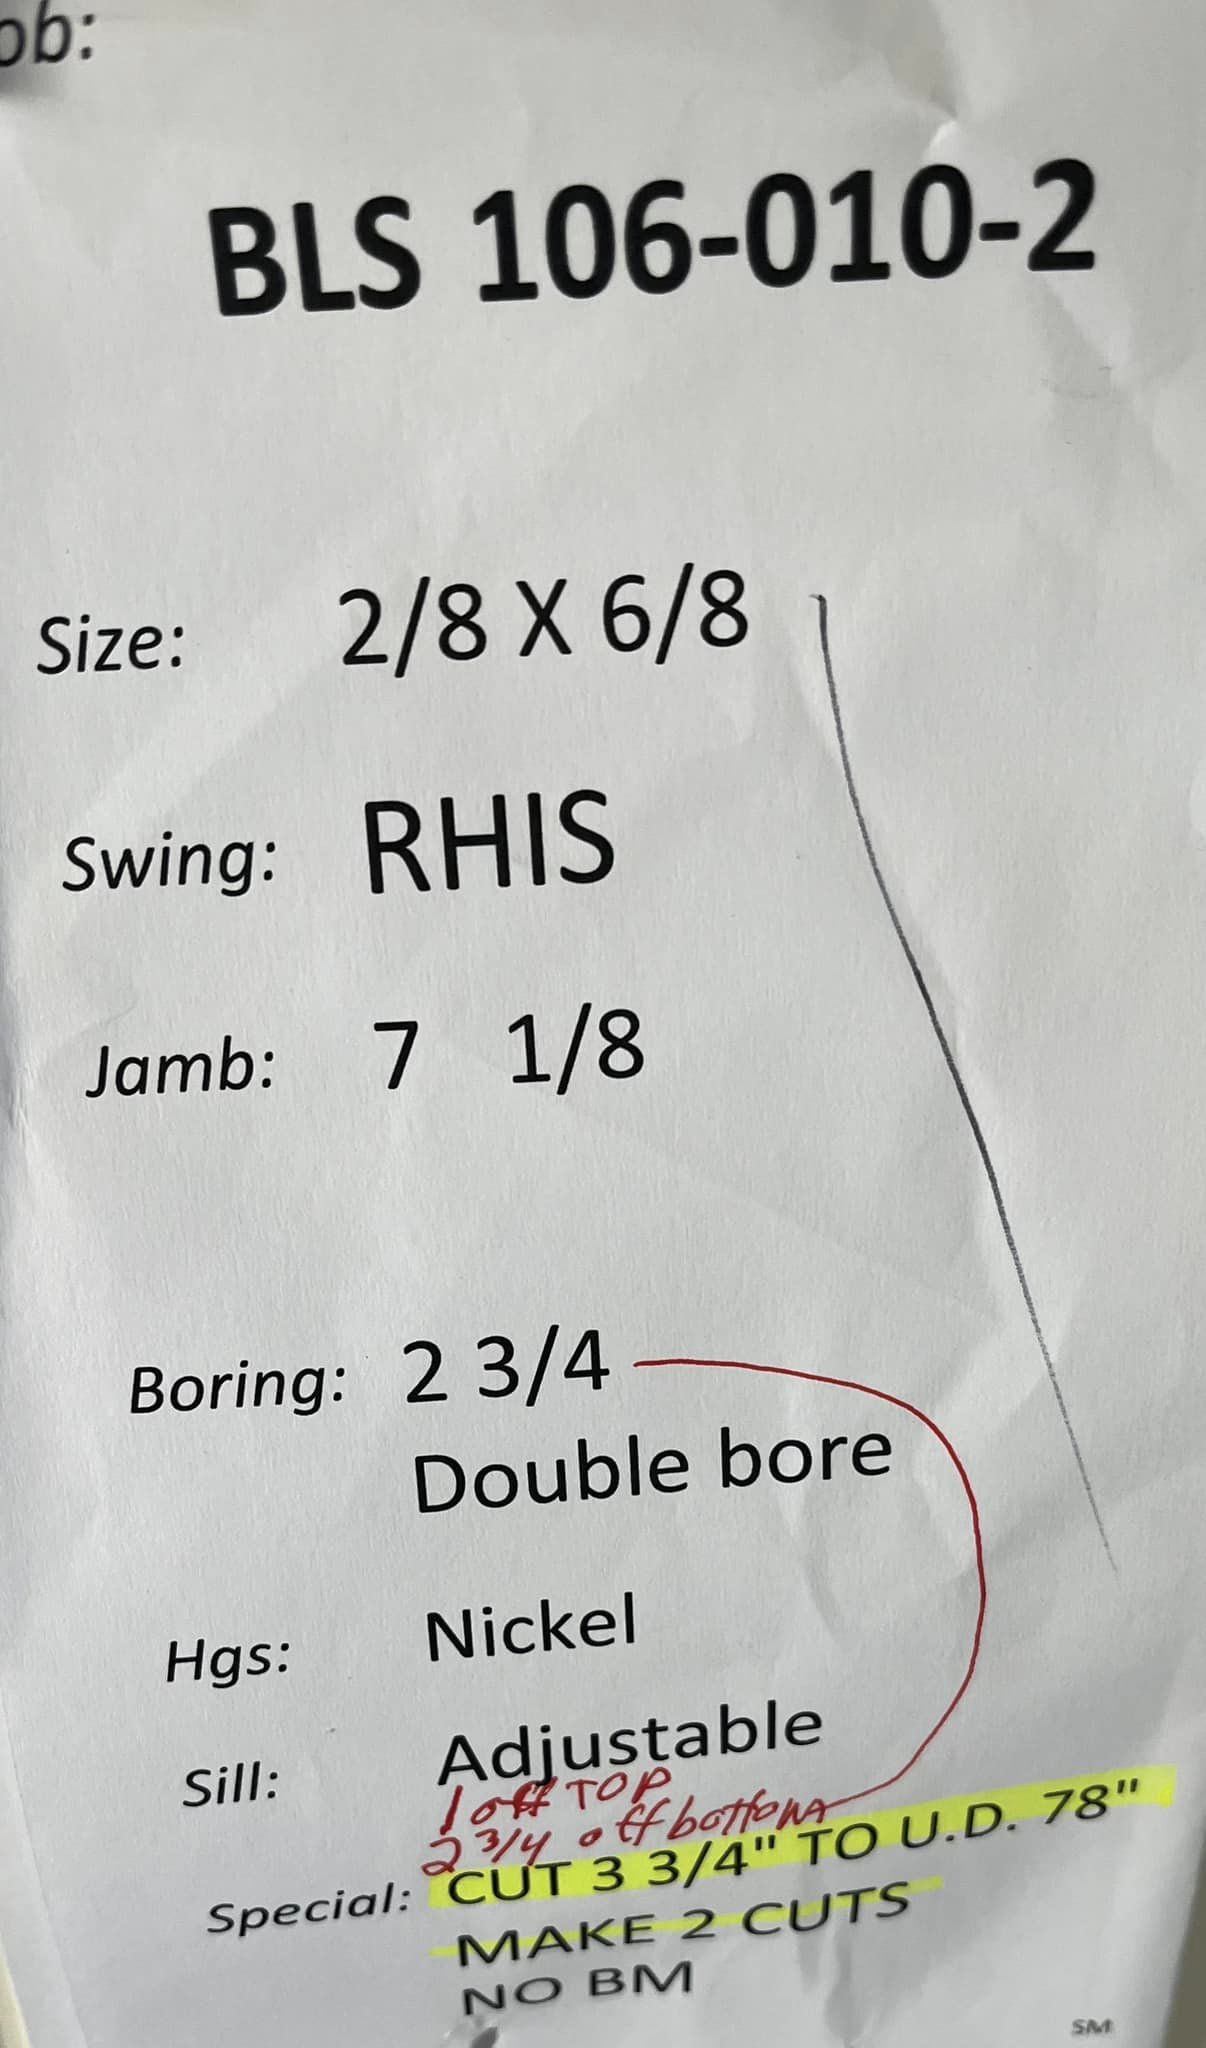 ob:
BLS 106-010-2
Size: 2/8 X 6/8
Swing: RHIS
Jamb: 7 1/8
Boring: 2 3/4
Double bore
Hgs: Nickel
Sill: Adjustable
1 off TOP
2 3/4 off bottom
Special: CUT 3 3/4" TO U.D. 78"
MAKE 2 CUTS
NO BM
SM